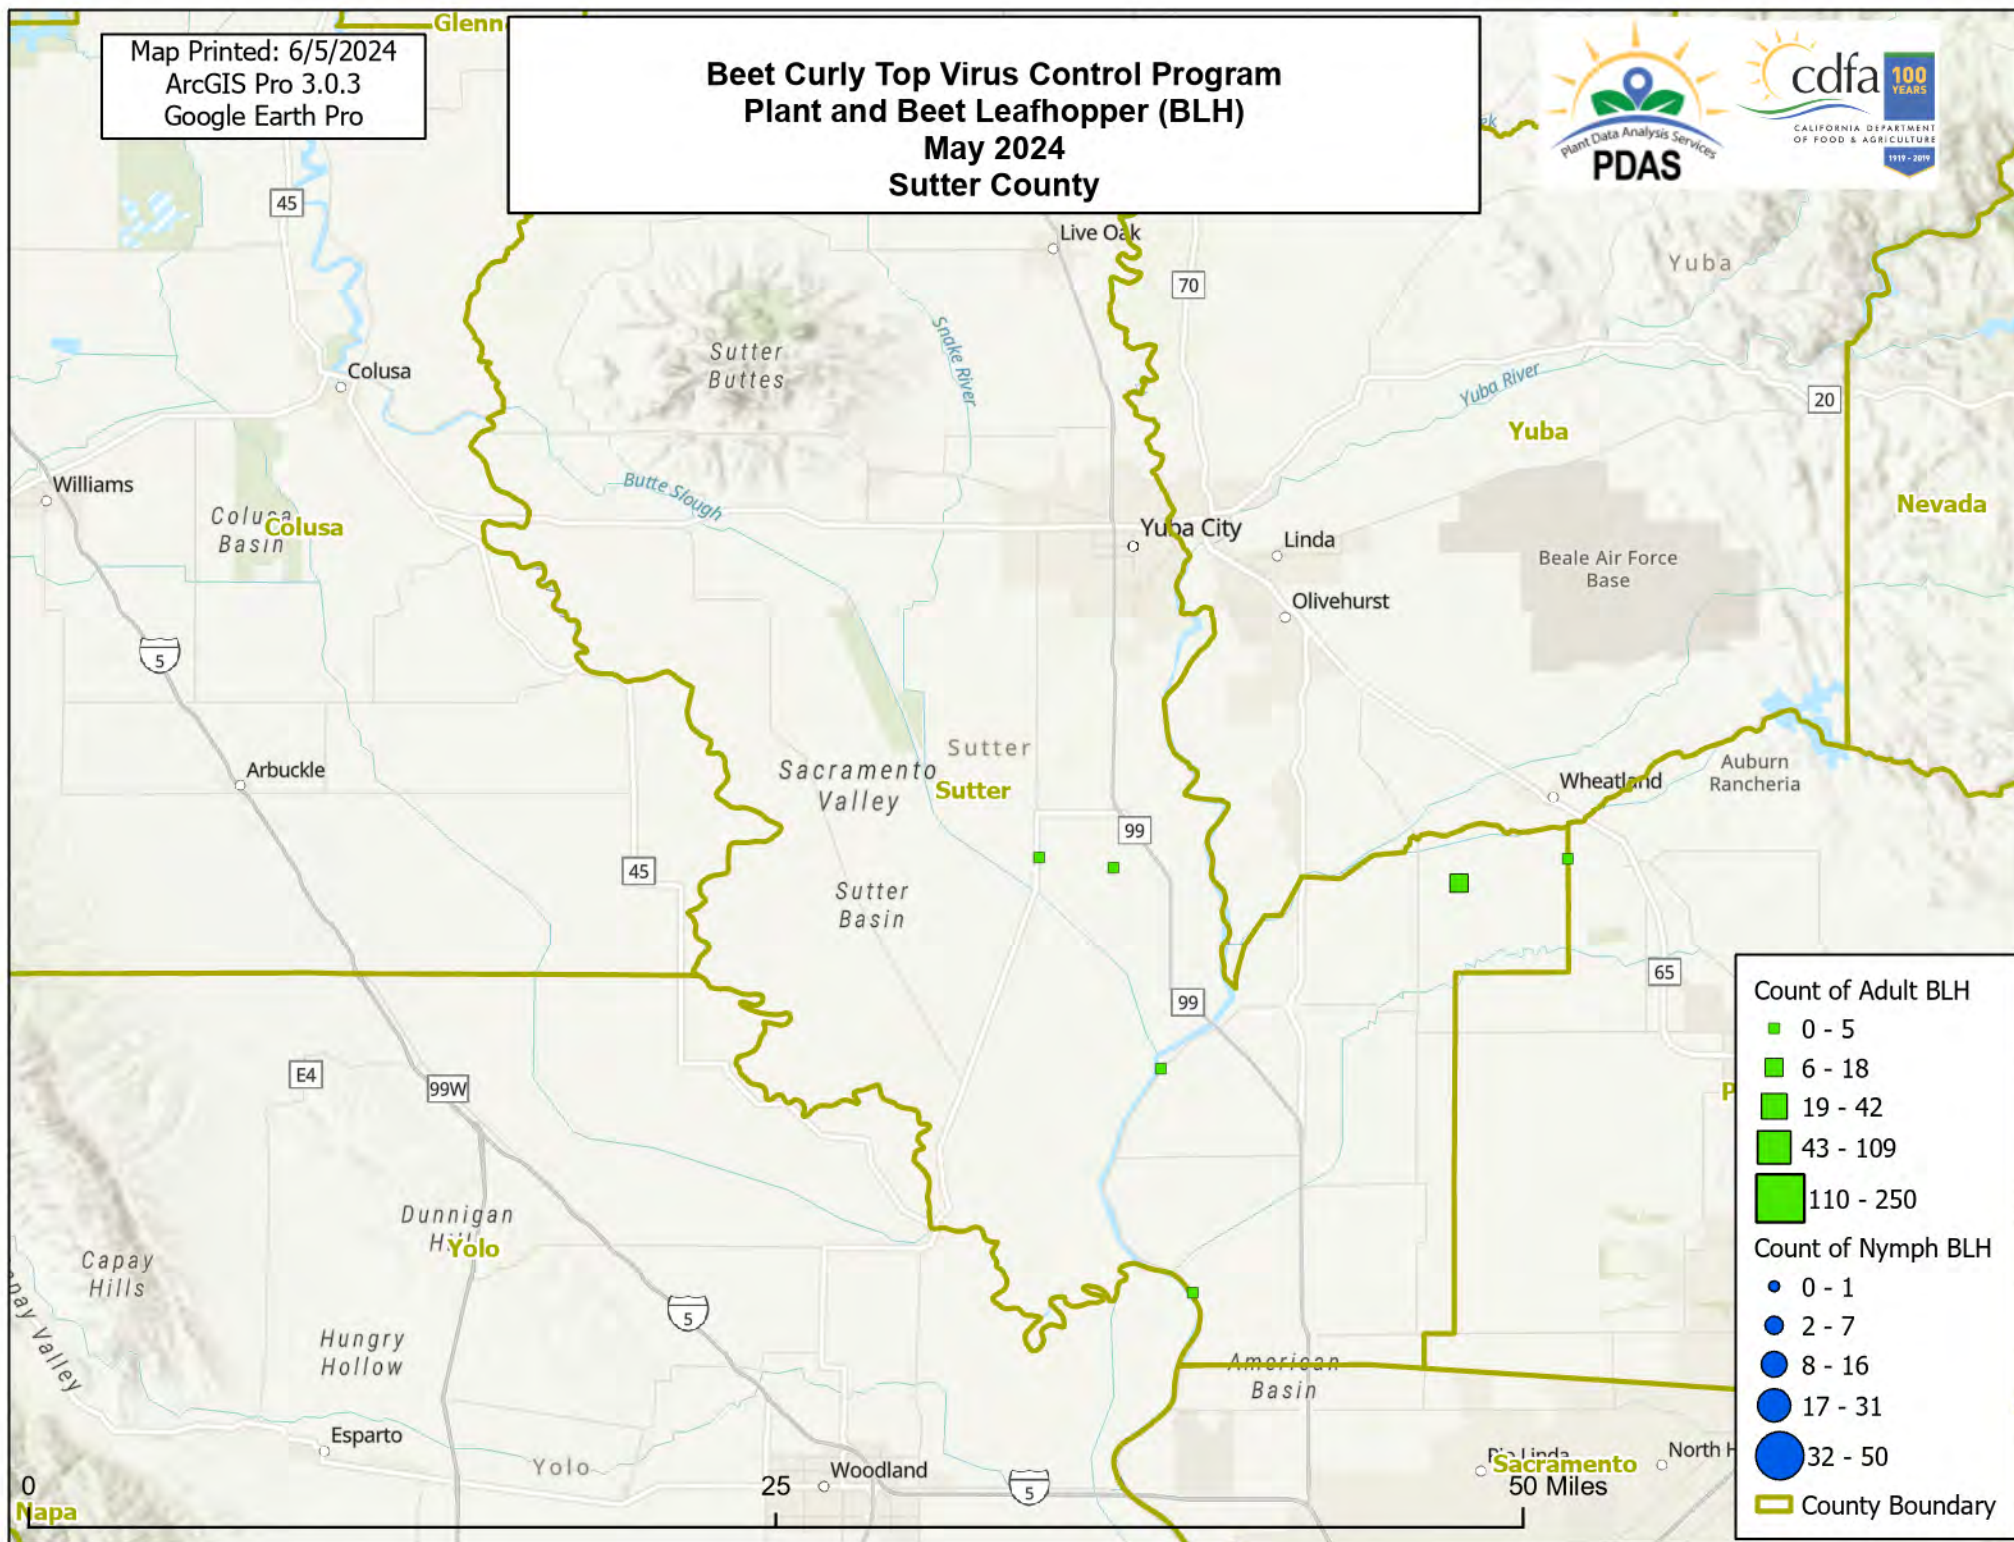 Glenn
Map Printed: 6/5/2024
ArcGIS Pro 3.0.3
Google Earth Pro
Beet Curly Top Virus Control Program
Plant and Beet Leafhopper (BLH)
May 2024
Sutter County
Plant Data Analysis Services
PDAS
cdfa
100
YEARS
CALIFORNIA DEPARTMENT
OF FOOD & AGRICULTURE
1919 - 2019
45
Live Oak
70
Yuba
Snake River
Sutter
Buttes
Colusa
Yuba River
20
Yuba
Williams
Butte Slough
Nevada
Colusa
Basin
Colusa
Yuba City
Linda
Beale Air Force
Base
Olivehurst
5
Sutter
Arbuckle
Sacramento
Valley
Sutter
Wheatland
Auburn
Rancheria
99
45
Sutter
Basin
65
99
E4
99W
Dunnigan
Yolo
Capay
Hills
5
Hungry
Hollow
Valley
American
Basin
Esparto
Yolo
Woodland
5
Rio Linda
Sacramento
North H
Napa
0
25
50 Miles
Count of Adult BLH
0 - 5
6 - 18
19 - 42
43 - 109
110 - 250
Count of Nymph BLH
0 - 1
2 - 7
8 - 16
17 - 31
32 - 50
County Boundary